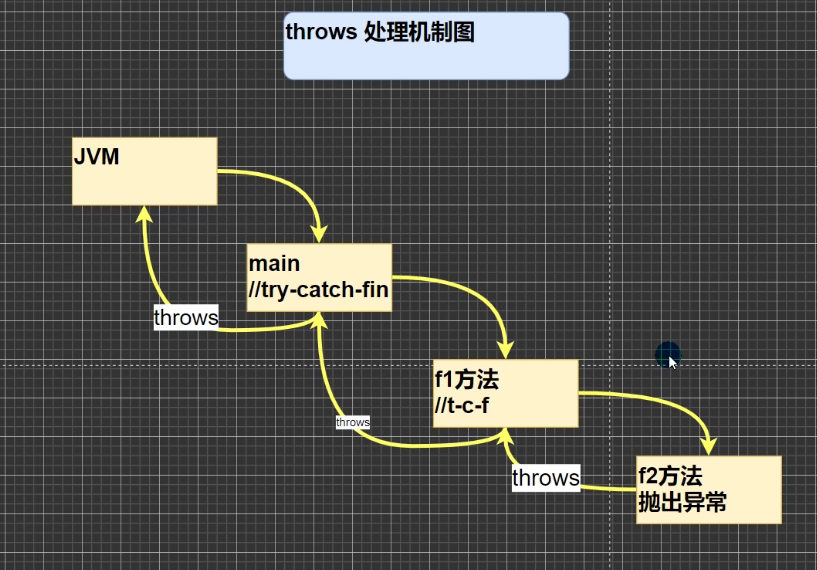 throws 处理机制图
JVM
main
//try-catch-fin
throws
f1方法
//t-c-f
throws
f2方法
抛出异常
throws